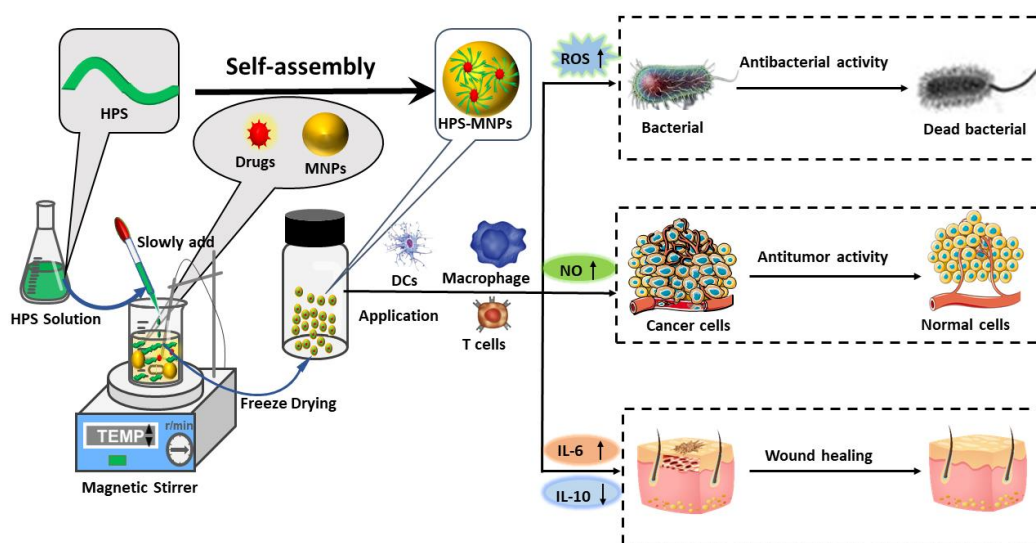 HPS
Self-assembly
HPS-MNPs
Drugs
MNPs
Slowly add
HPS Solution
TEMP
r/min
Magnetic Stirrer
Freeze Drying
DCs
Macrophage
Application
T cells
ROS ↑
Bacterial
Antibacterial activity
Dead bacterial
NO ↑
Cancer cells
Antitumor activity
Normal cells
IL-6 ↑
IL-10 ↓
Wound healing